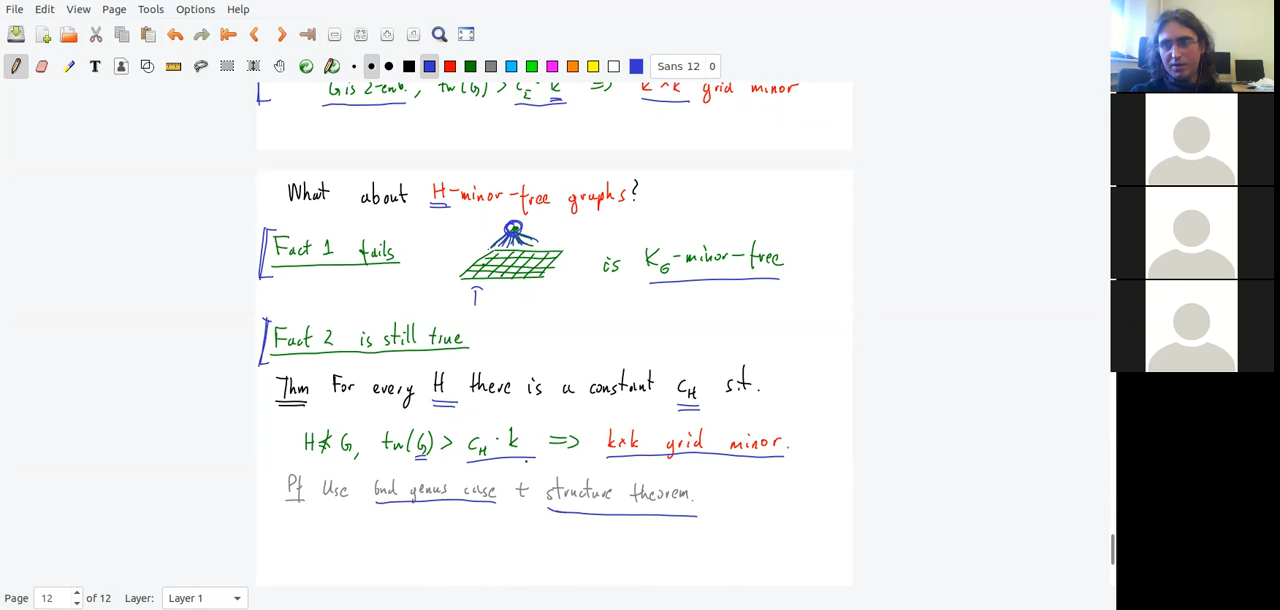 File Edit View Page Tools Options Help
Sans 12 0
G is Σ-emb., tw(G) > c_Σ · k => k×k grid minor
What about H-minor-free graphs?
Fact 1 fails is K_6-minor-free
Fact 2 is still true
Thm For every H there is a constant c_H s.t.
H ⋠ G, tw(G) > c_H · k => k×k grid minor.
Pf Use bnd genus case + structure theorem.
Page 12 of 12 Layer: Layer 1